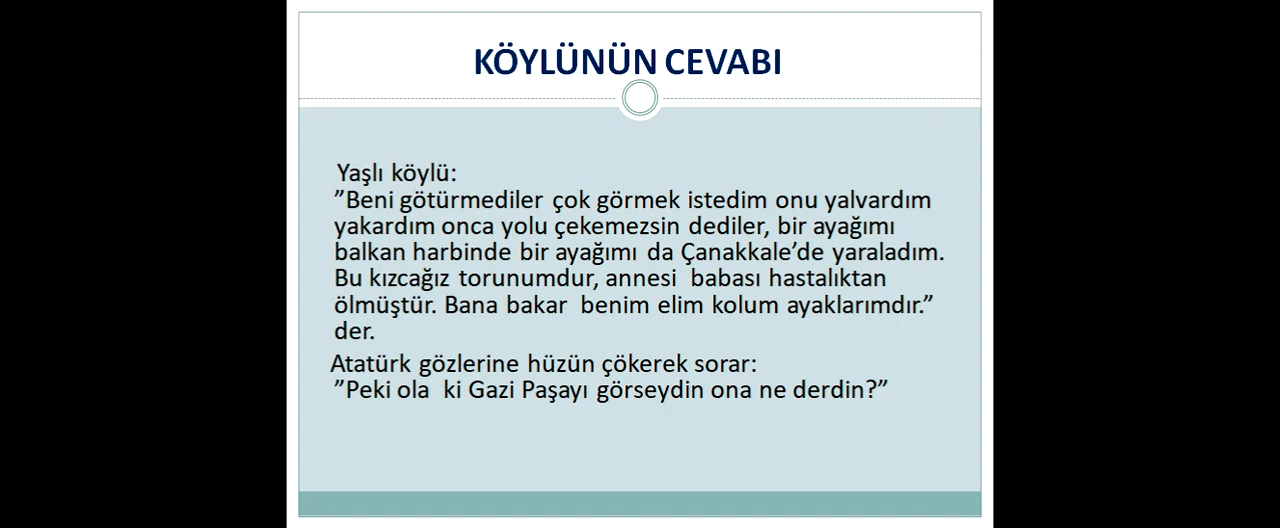 KÖYLÜNÜN CEVABI
Yaşlı köylü:
”Beni götürmediler çok görmek istedim onu yalvardım
yakardım onca yolu çekemezsin dediler, bir ayağımı
balkan harbinde bir ayağımı da Çanakkale’de yaraladım.
Bu kızcağız torunumdur, annesi  babası hastalıktan
ölmüştür. Bana bakar  benim elim kolum ayaklarımdır.”
der.
Atatürk gözlerine hüzün çökerek sorar:
”Peki ola  ki Gazi Paşayı görseydin ona ne derdin?”